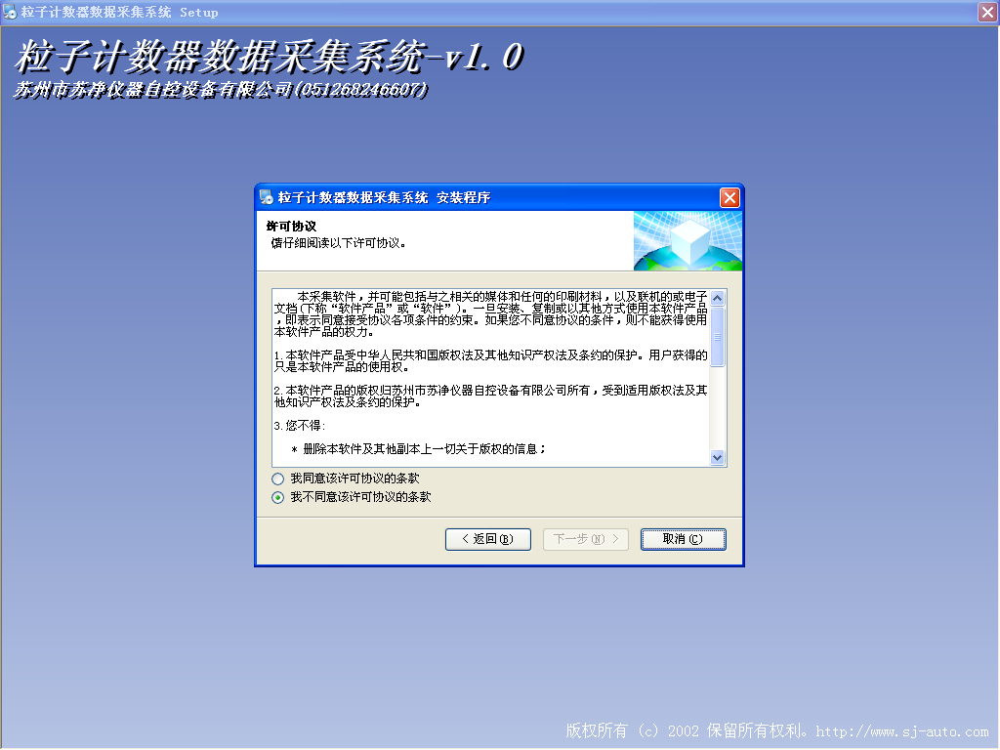 粒子计数器数据采集系统 Setup
粒子计数器数据采集系统-v1.0
苏州市苏净仪器自控设备有限公司(051268246607)
粒子计数器数据采集系统 安装程序
许可协议
请仔细阅读以下许可协议。
本采集软件，并可能包括与之相关的媒体和任何的印刷材料，以及联机的或电子
文档(下称“软件产品”或“软件”)。一旦安装、复制或以其他方式使用本软件产品
，即表示同意接受协议各项条件的约束。如果您不同意协议的条件，则不能获得使用
本软件产品的权力。
1.本软件产品受中华人民共和国版权法及其他知识产权法及条约的保护。用户获得的
只是本软件产品的使用权。
2.本软件产品的版权归苏州市苏净仪器自控设备有限公司所有，受到适用版权法及其
他知识产权法及条约的保护。
3.您不得:
* 删除本软件及其他副本上一切关于版权的信息；
我同意该许可协议的条款
我不同意该许可协议的条款
< 返回(B)
下一步(N) >
取消(C)
版权所有 (c) 2002 保留所有权利。http://www.sj-auto.com